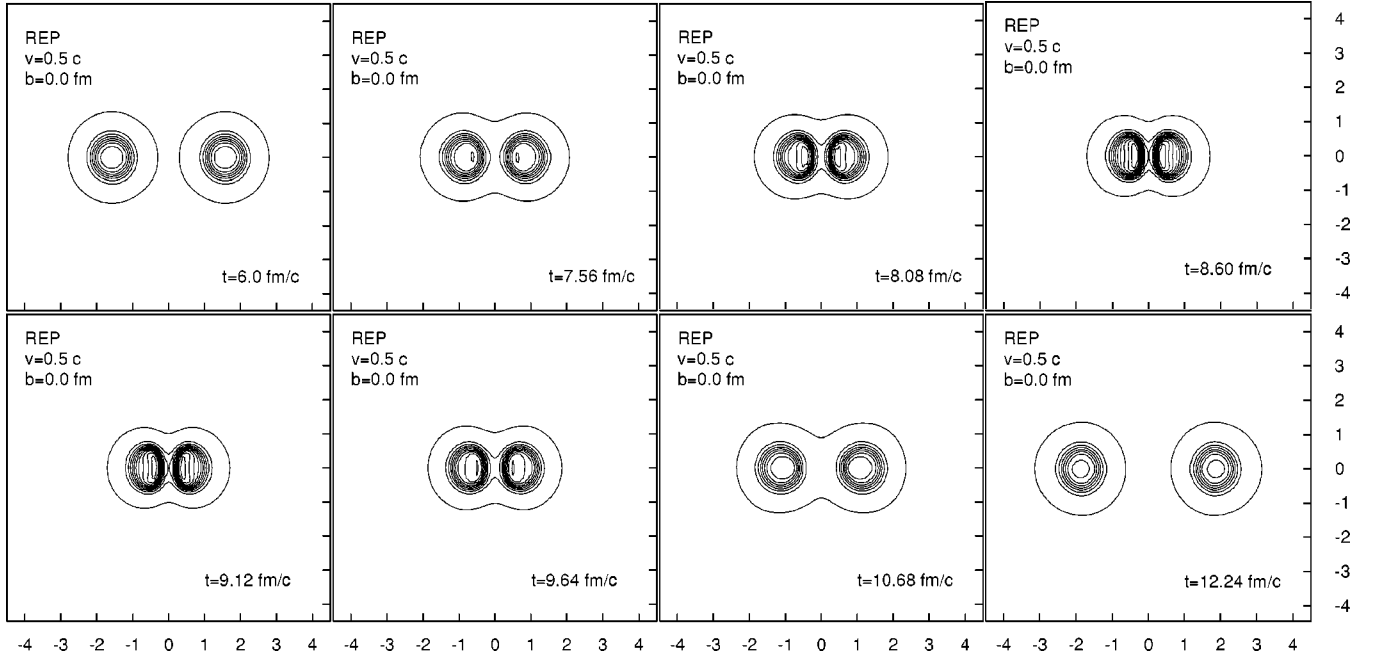 REP
v=0.5 c
b=0.0 fm
t=6.0 fm/c
REP
v=0.5 c
b=0.0 fm
t=7.56 fm/c
REP
v=0.5 c
b=0.0 fm
t=8.08 fm/c
REP
v=0.5 c
b=0.0 fm
t=8.60 fm/c
4
3
2
1
0
-1
-2
-3
-4
REP
v=0.5 c
b=0.0 fm
t=9.12 fm/c
REP
v=0.5 c
b=0.0 fm
t=9.64 fm/c
REP
v=0.5 c
b=0.0 fm
t=10.68 fm/c
REP
v=0.5 c
b=0.0 fm
t=12.24 fm/c
4
3
2
1
0
-1
-2
-3
-4
-4 -3 -2 -1 0 1 2 3 4 -4 -3 -2 -1 0 1 2 3 4 -4 -3 -2 -1 0 1 2 3 4 -4 -3 -2 -1 0 1 2 3 4